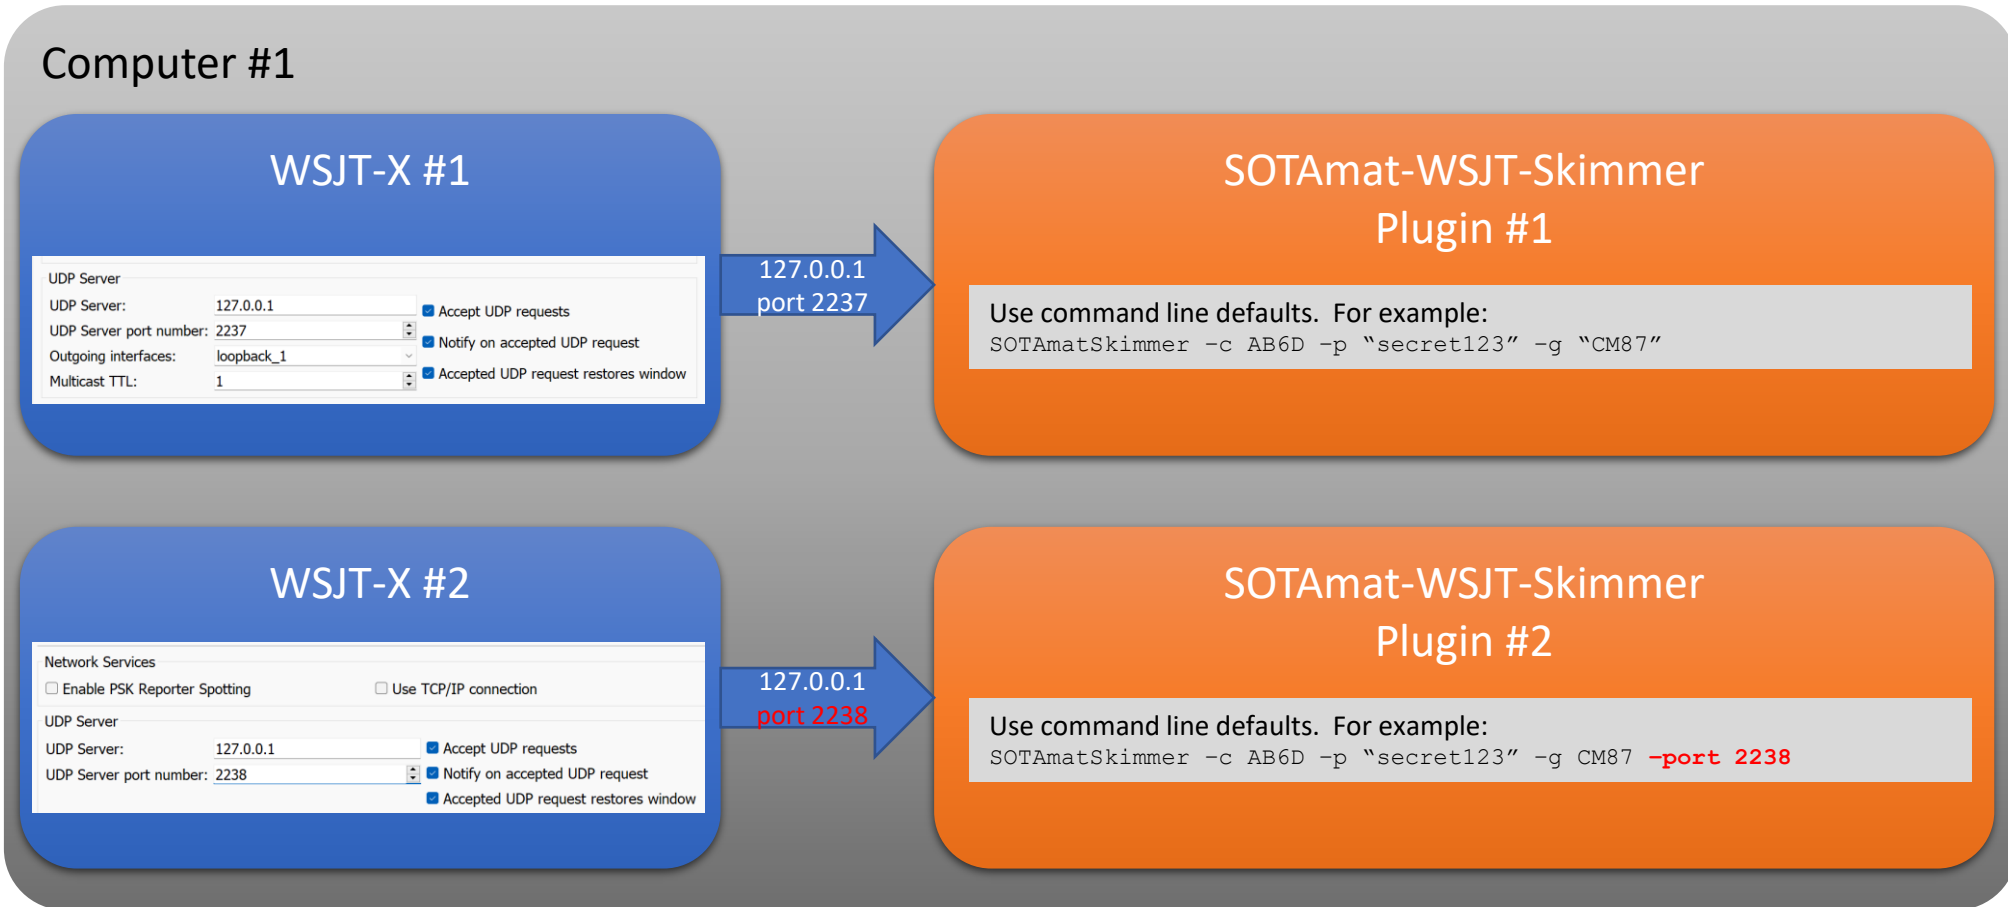 Computer #1
WSJT-X #1
UDP Server
UDP Server: 127.0.0.1
Accept UDP requests
UDP Server port number: 2237
Notify on accepted UDP request
Outgoing interfaces: loopback_1
Accepted UDP request restores window
Multicast TTL: 1
127.0.0.1
port 2237
SOTAmat-WSJT-Skimmer
Plugin #1
Use command line defaults.  For example:
SOTAmatSkimmer –c AB6D –p “secret123” –g “CM87”
WSJT-X #2
Network Services
Enable PSK Reporter Spotting
Use TCP/IP connection
UDP Server
UDP Server: 127.0.0.1
Accept UDP requests
UDP Server port number: 2238
Notify on accepted UDP request
Accepted UDP request restores window
127.0.0.1
port 2238
SOTAmat-WSJT-Skimmer
Plugin #2
Use command line defaults.  For example:
SOTAmatSkimmer –c AB6D –p “secret123” –g CM87 –port 2238